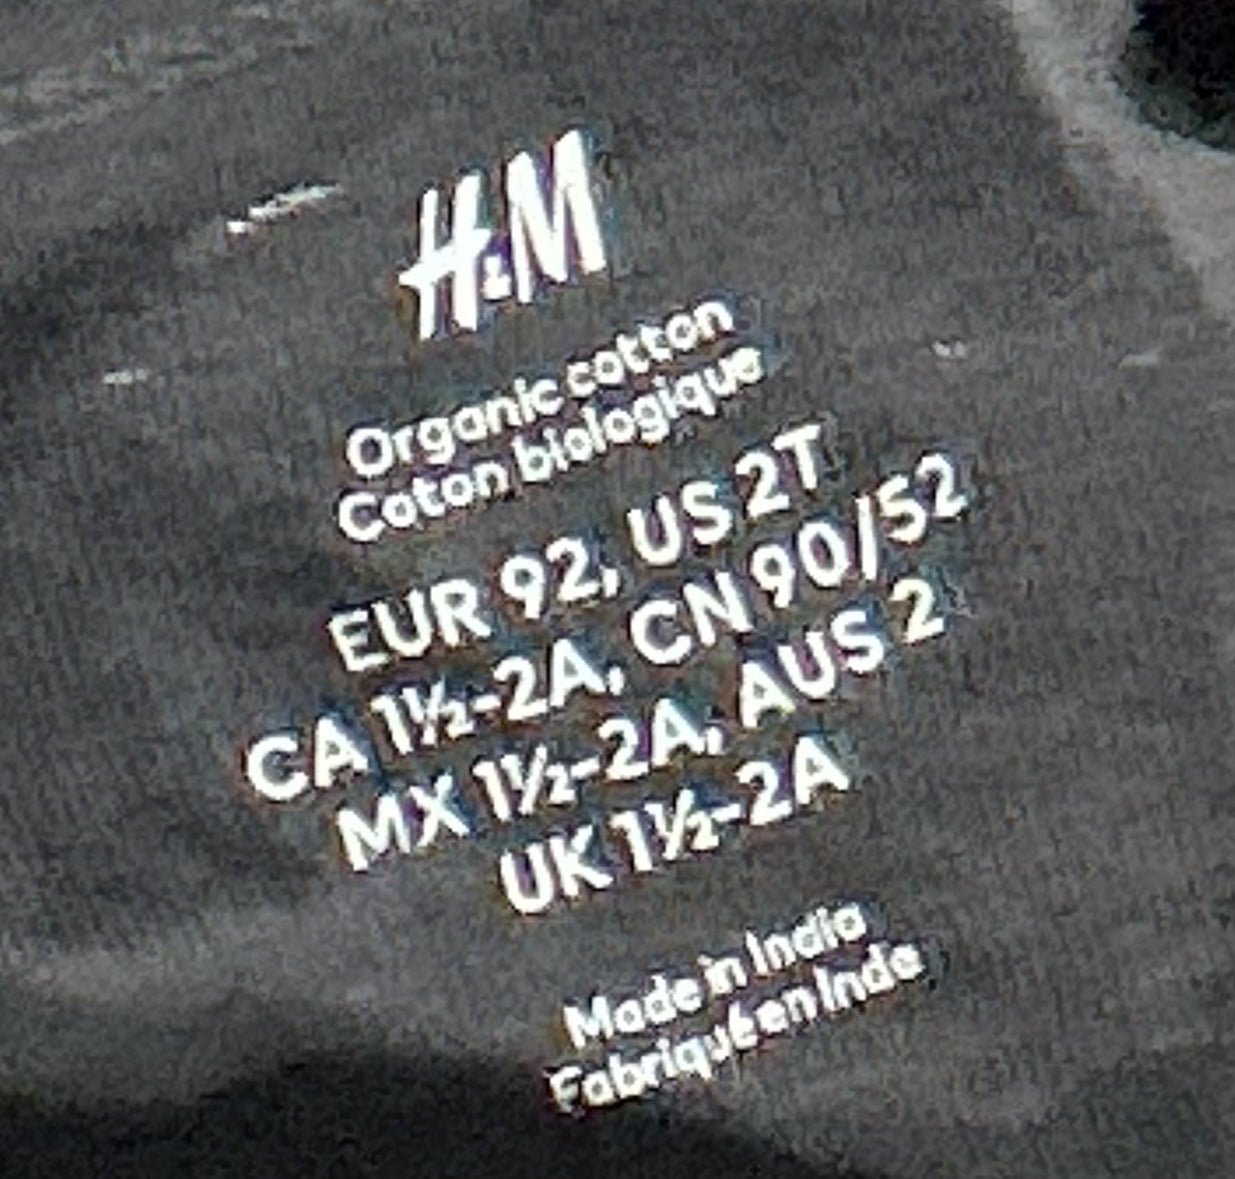 H&M
Organic cotton
Coton biologique
EUR 92, US 2T
CA 1½-2A, CN 90/52
MX 1½-2A, AUS 2
UK 1½-2A
Made in India
Fabriqué en Inde